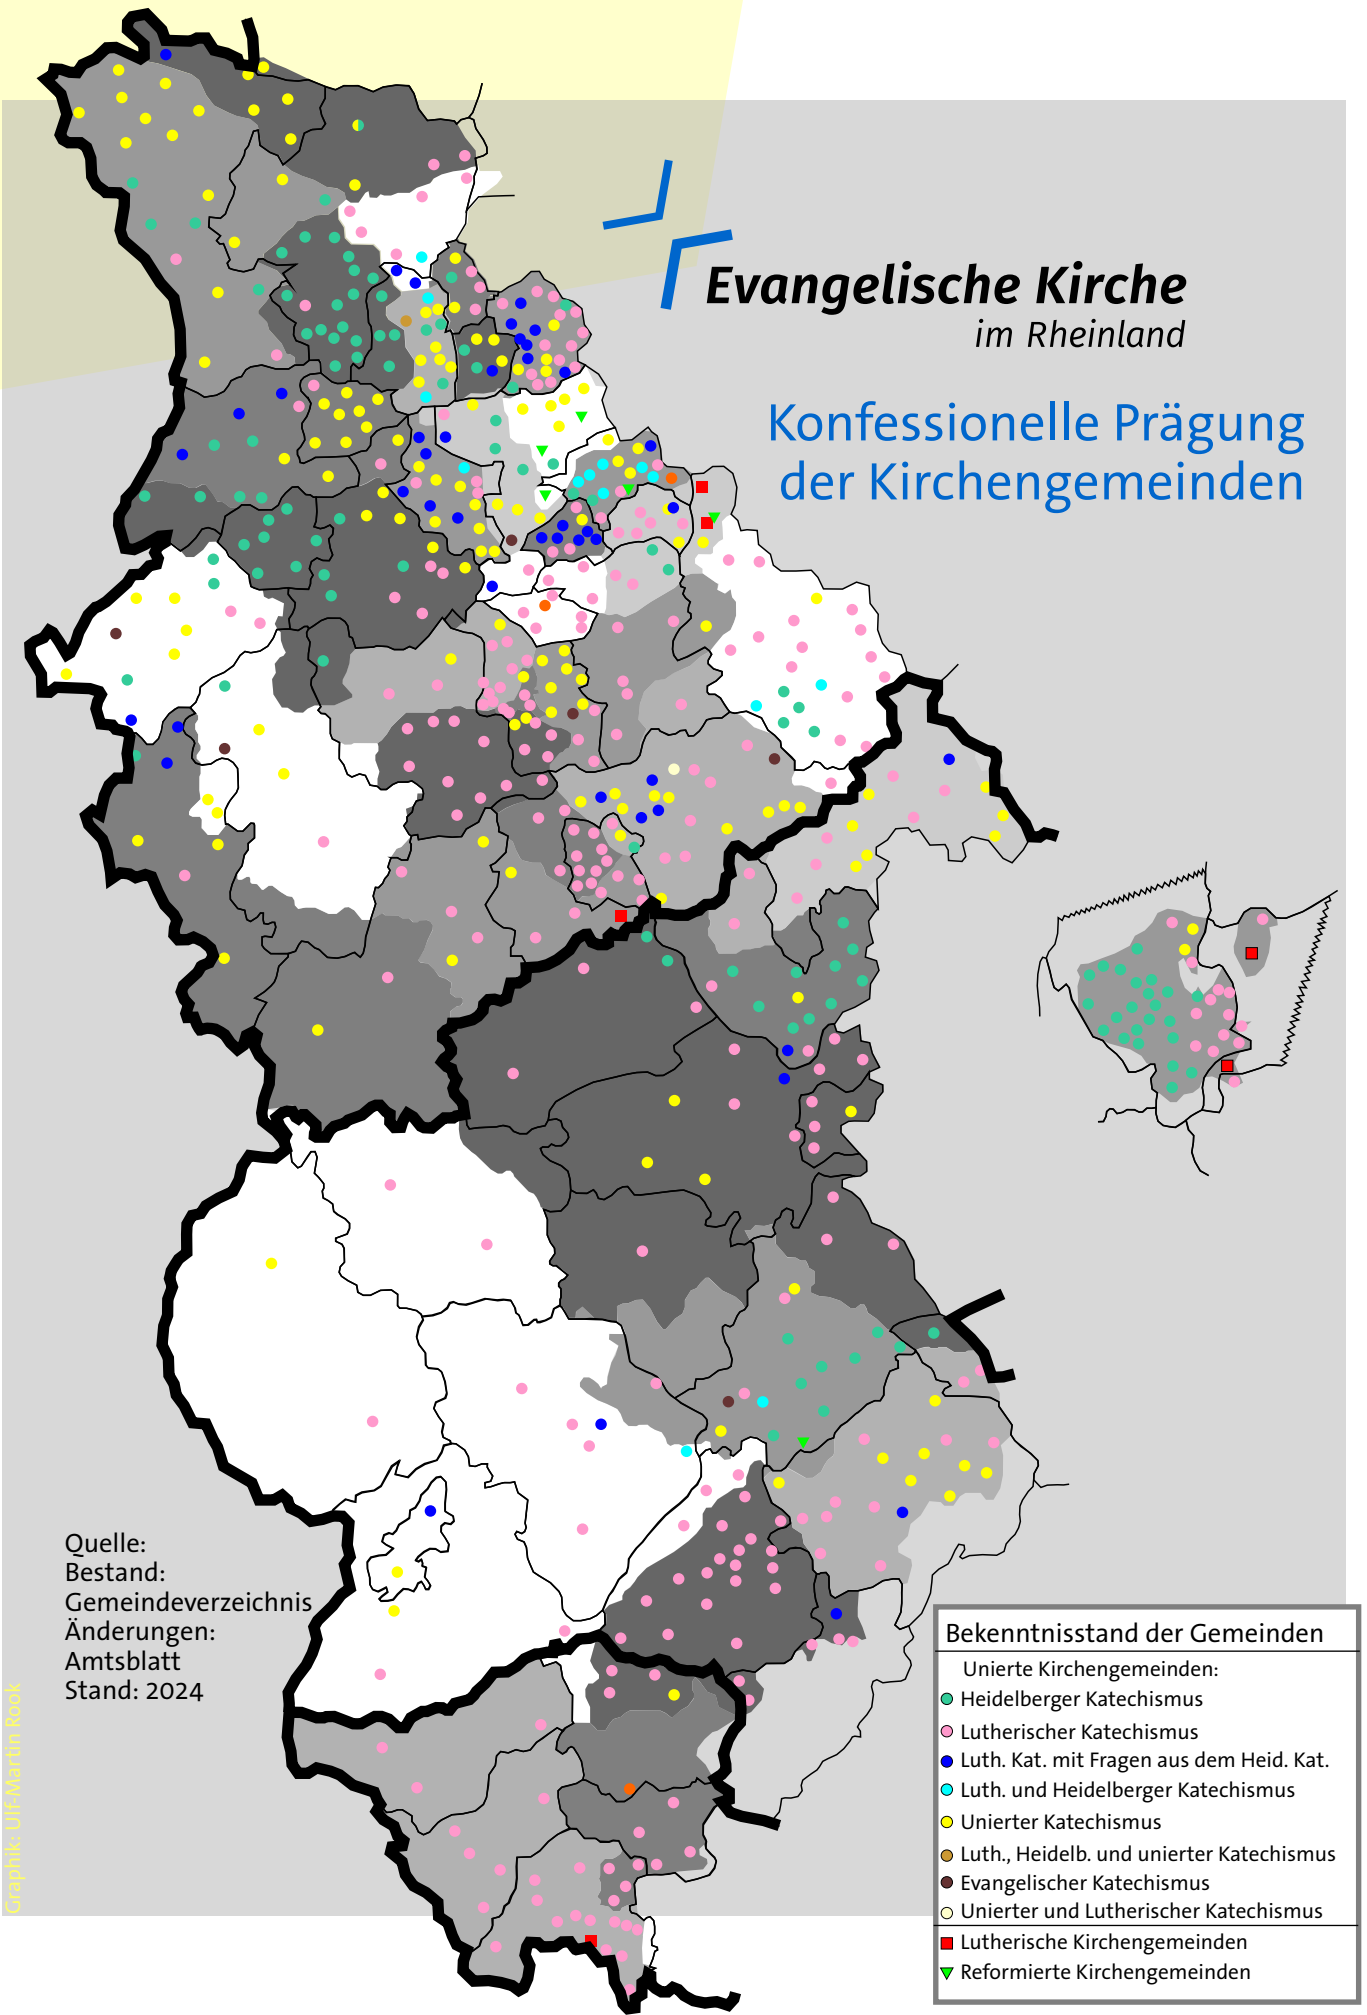 Evangelische Kirche
im Rheinland
Konfessionelle Prägung
der Kirchengemeinden
Quelle:
Bestand:
Gemeindeverzeichnis
Änderungen:
Amtsblatt
Stand: 2024
Graphik: Ulf-Martin Rook
Bekenntnisstand der Gemeinden
Unierte Kirchengemeinden:
Heidelberger Katechismus
Lutherischer Katechismus
Luth. Kat. mit Fragen aus dem Heid. Kat.
Luth. und Heidelberger Katechismus
Unierter Katechismus
Luth., Heidelb. und unierter Katechismus
Evangelischer Katechismus
Unierter und Lutherischer Katechismus
Lutherische Kirchengemeinden
Reformierte Kirchengemeinden